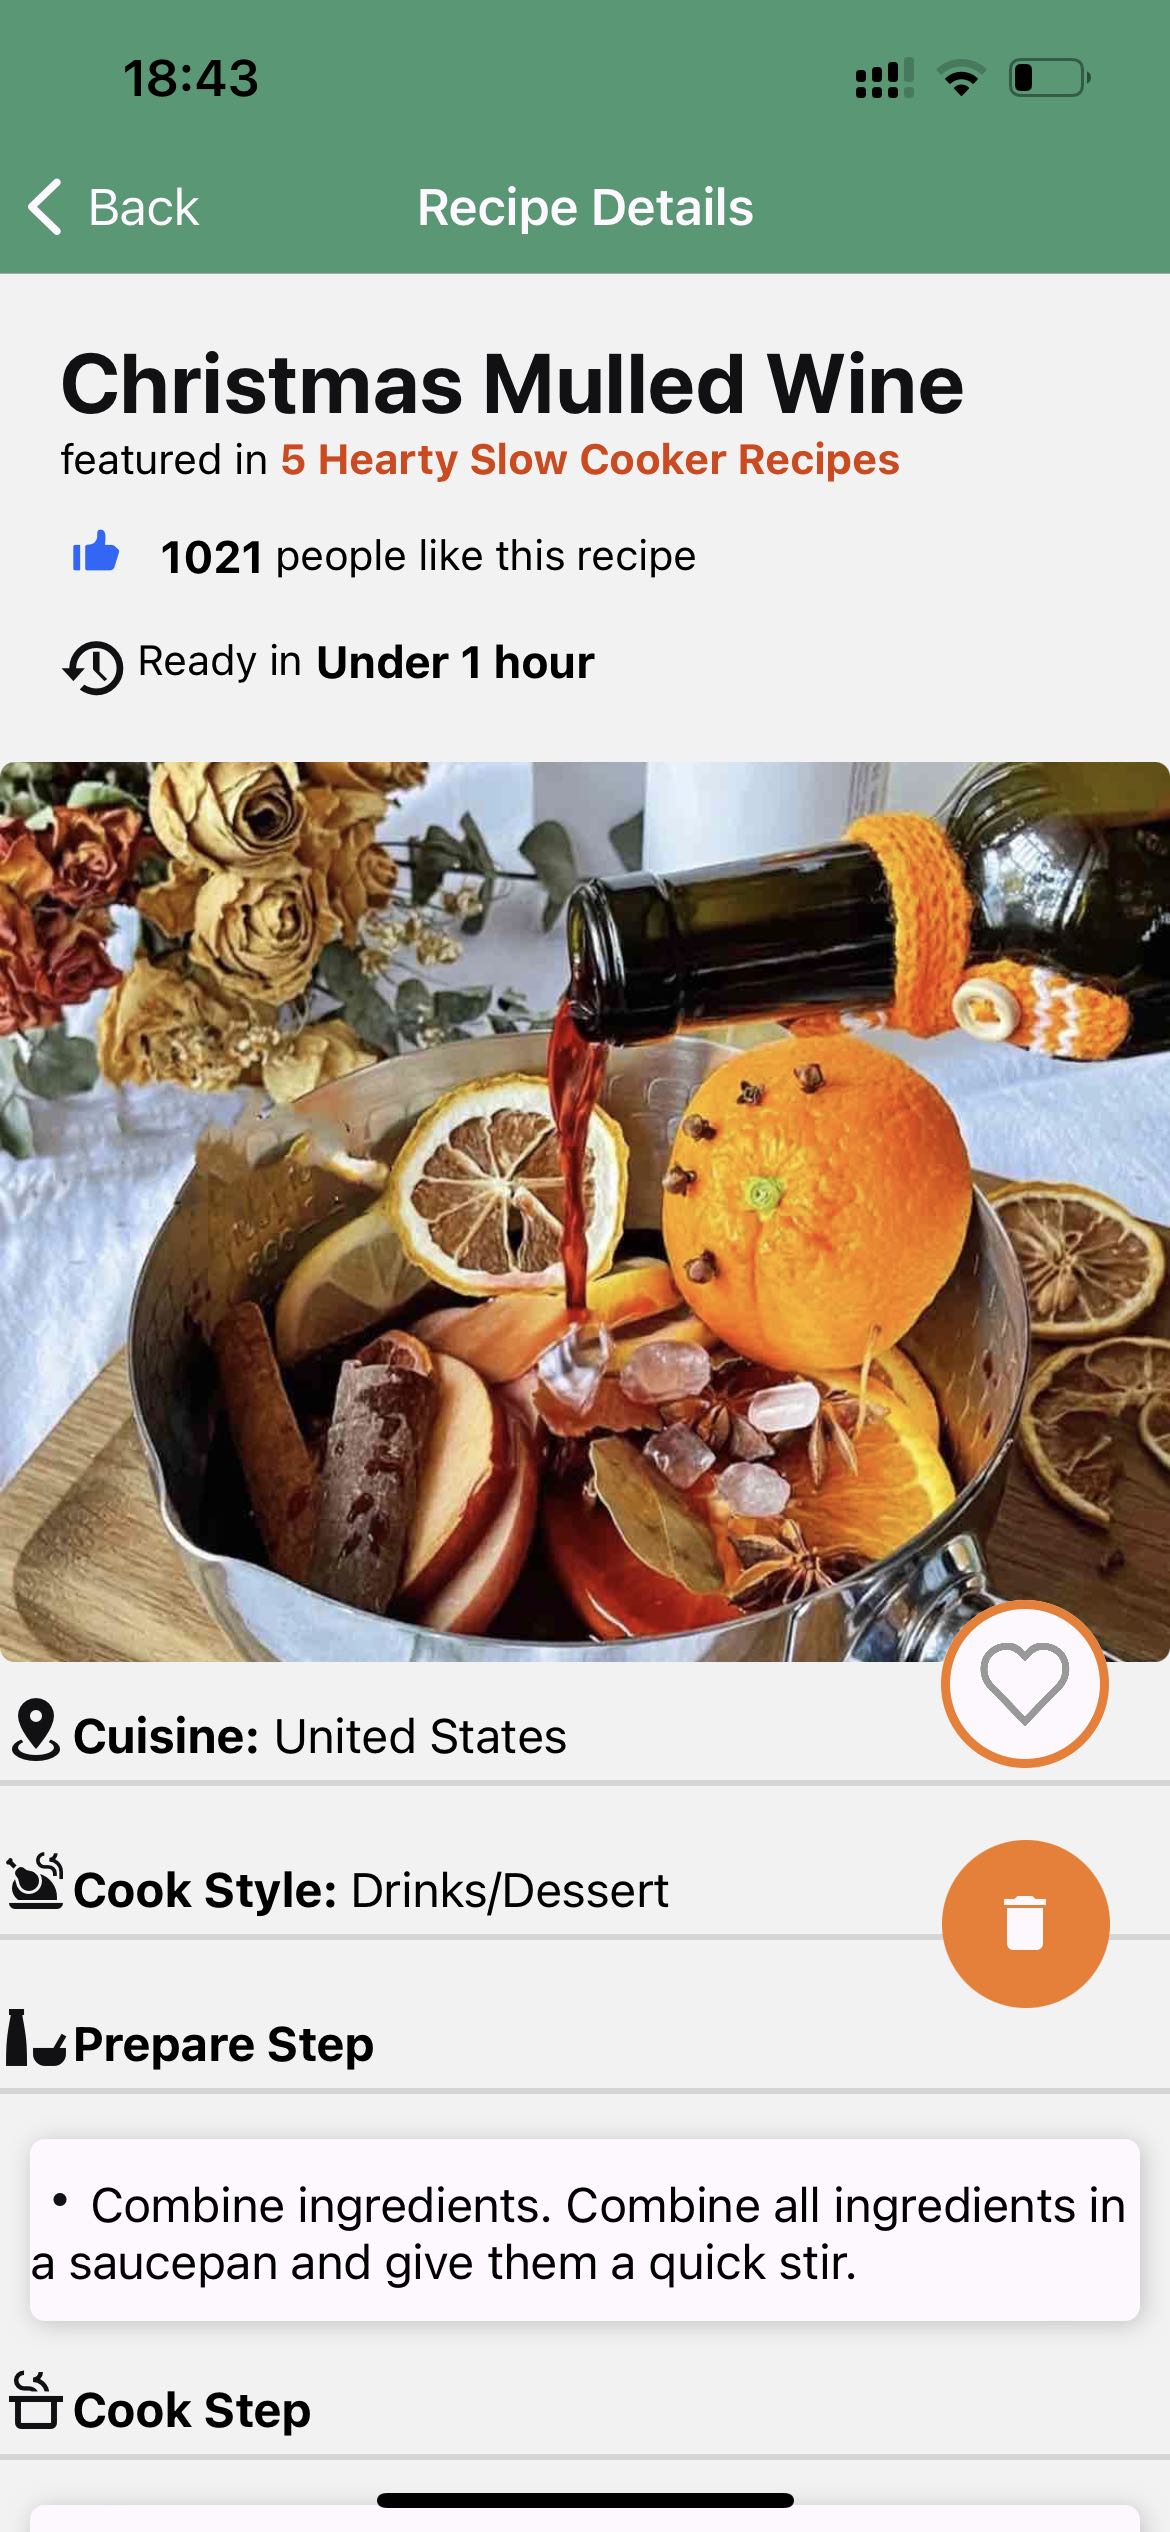 18:43
Back
Recipe Details
Christmas Mulled Wine
featured in 5 Hearty Slow Cooker Recipes
1021 people like this recipe
Ready in Under 1 hour
Cuisine: United States
Cook Style: Drinks/Dessert
Prepare Step
• Combine ingredients. Combine all ingredients in
a saucepan and give them a quick stir.
Cook Step